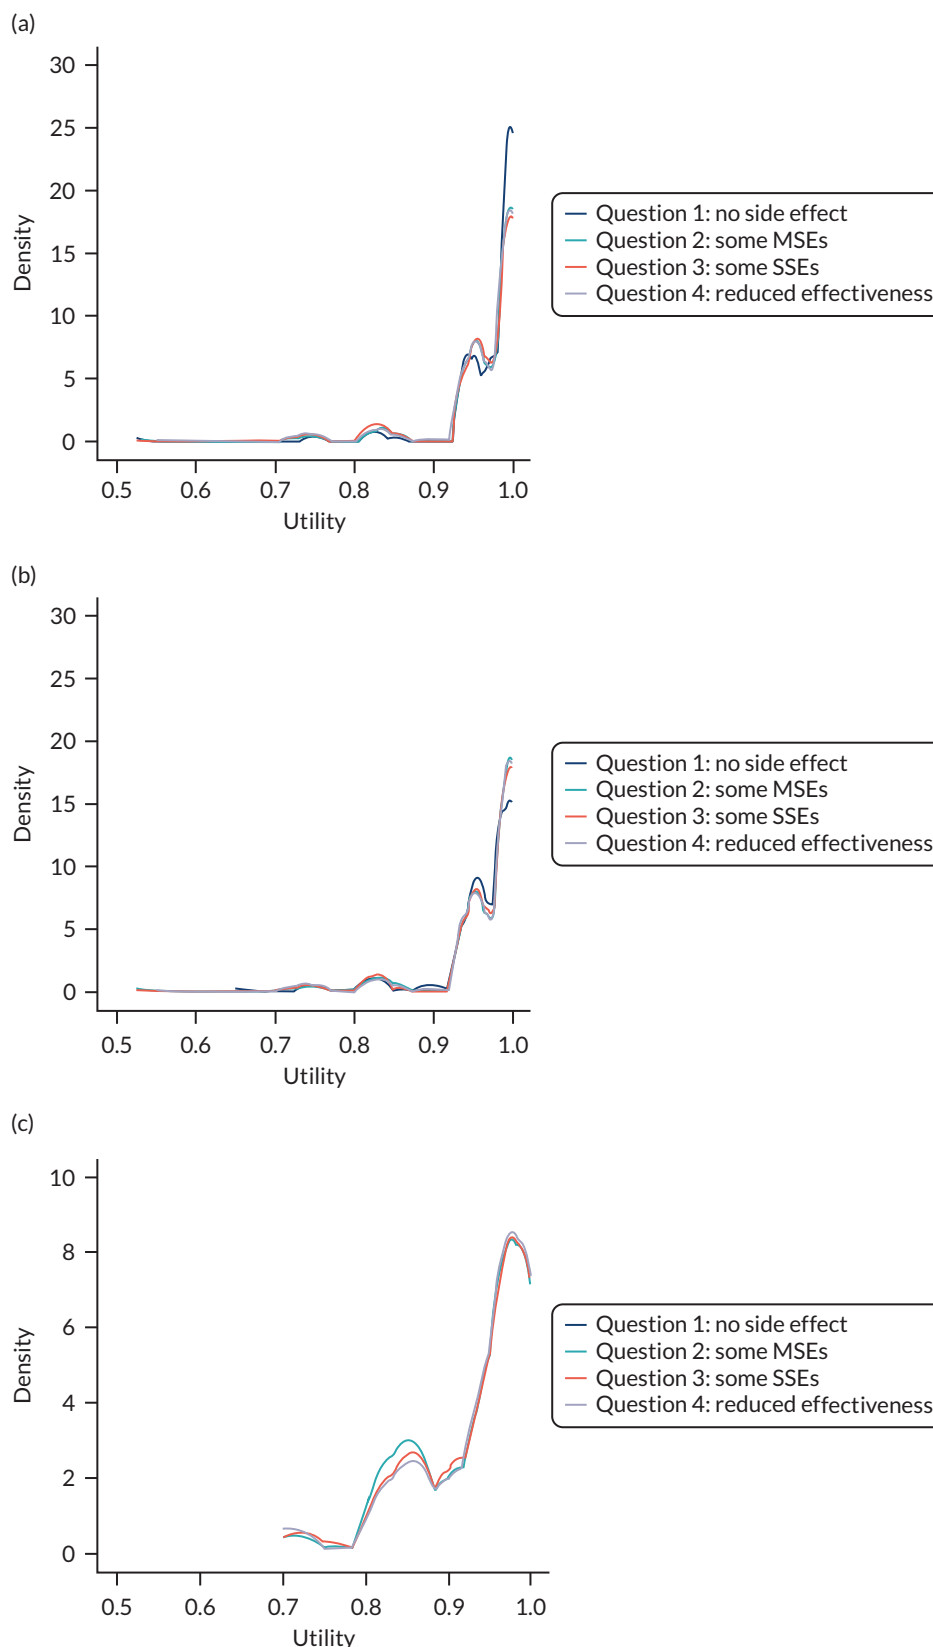 (a)
30
25
20
15
10
5
0
Density
0.5 0.6 0.7 0.8 0.9 1.0
Utility
Question 1: no side effect
Question 2: some MSEs
Question 3: some SSEs
Question 4: reduced effectiveness
(b)
30
25
20
15
10
5
0
Density
0.5 0.6 0.7 0.8 0.9 1.0
Utility
Question 1: no side effect
Question 2: some MSEs
Question 3: some SSEs
Question 4: reduced effectiveness
(c)
10
8
6
4
2
0
Density
0.5 0.6 0.7 0.8 0.9 1.0
Utility
Question 1: no side effect
Question 2: some MSEs
Question 3: some SSEs
Question 4: reduced effectiveness